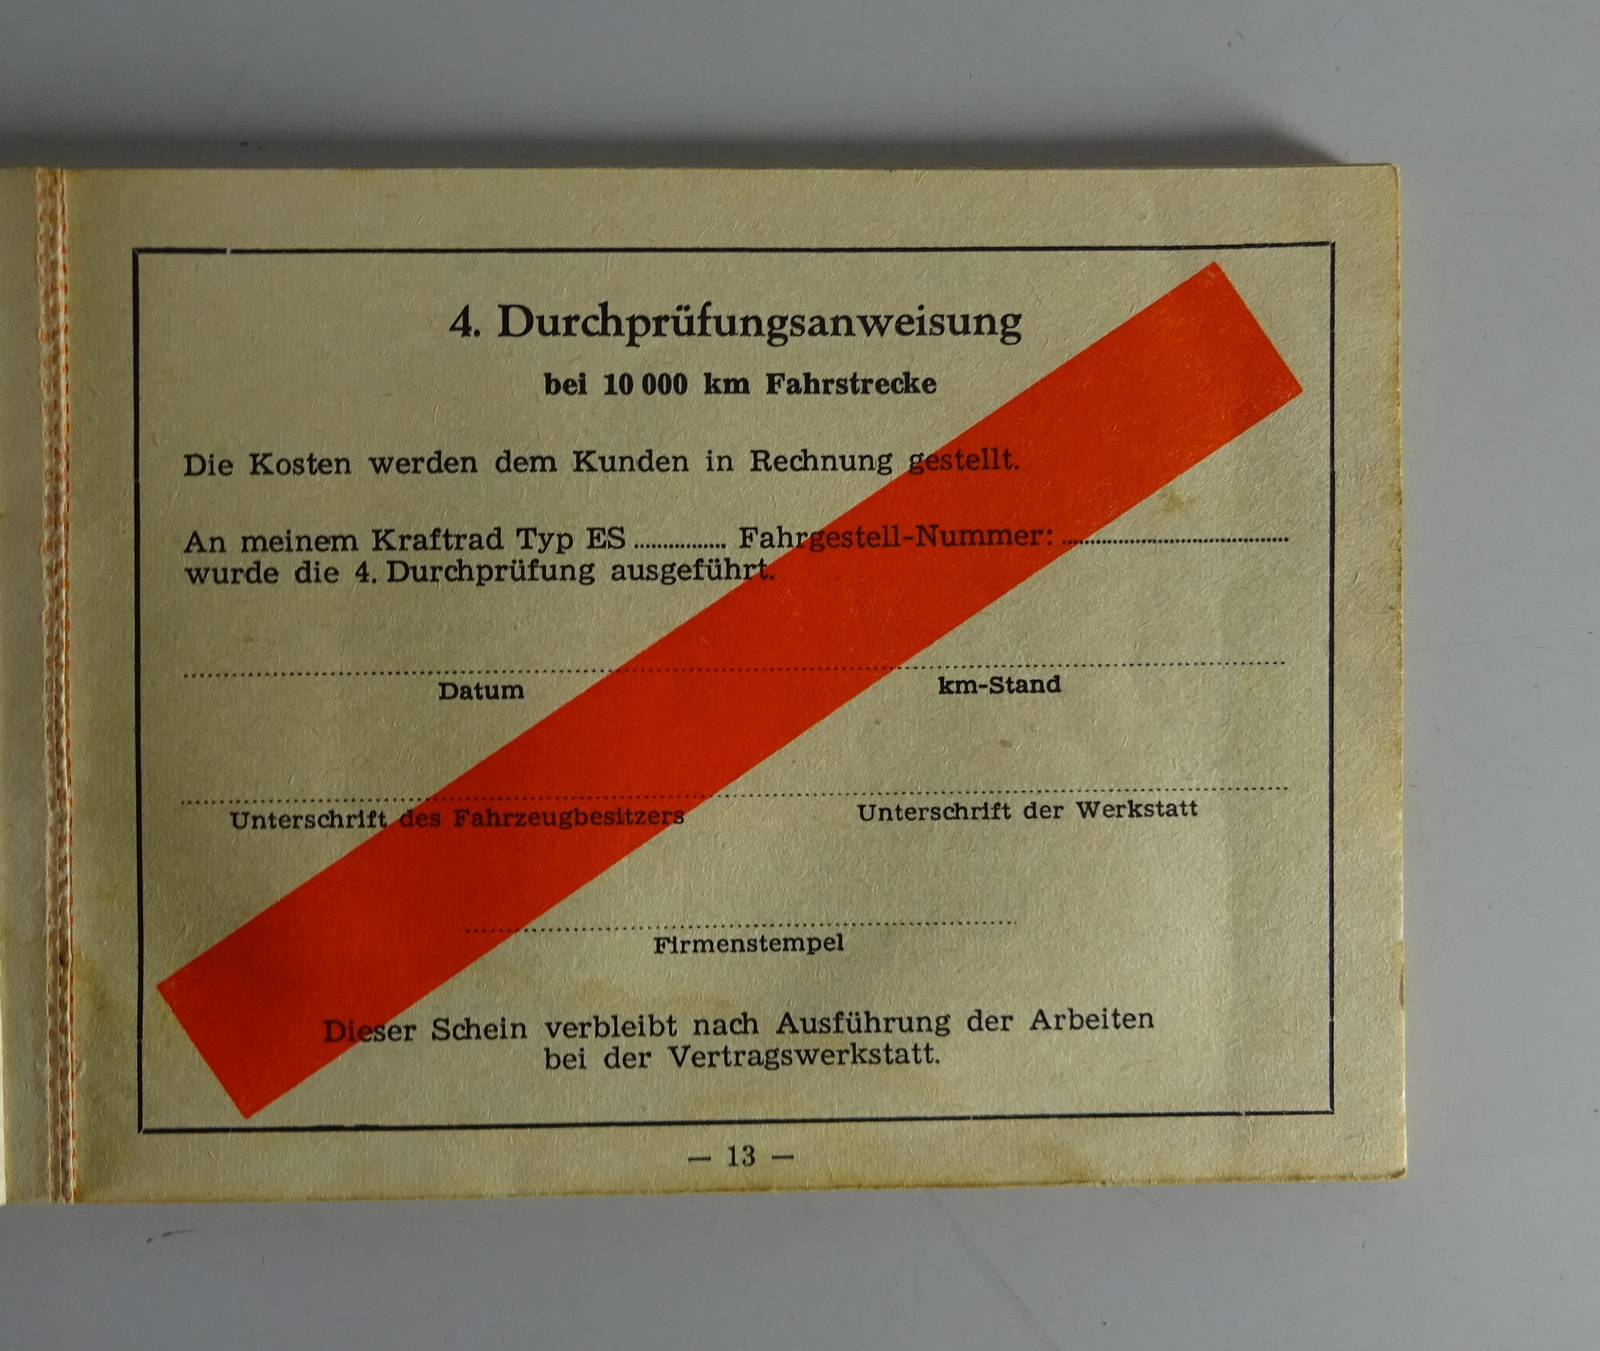 4. Durchprüfungsanweisung
bei 10 000 km Fahrstrecke
Die Kosten werden dem Kunden in Rechnung gestellt.
An meinem Kraftrad Typ ES ............... Fahrgestell-Nummer: ......................................
wurde die 4. Durchprüfung ausgeführt.
Datum km-Stand
Unterschrift des Fahrzeugbesitzers Unterschrift der Werkstatt
Firmenstempel
Dieser Schein verbleibt nach Ausführung der Arbeiten
bei der Vertragswerkstatt.
— 13 —